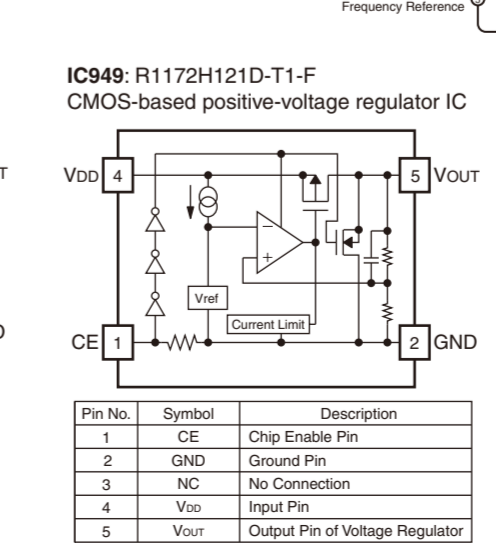 Frequency Reference
IC949: R1172H121D-T1-F
CMOS-based positive-voltage regulator IC
VDD 4
5 VOUT
Vref
Current Limit
CE 1
2 GND
Pin No. Symbol Description
1 CE Chip Enable Pin
2 GND Ground Pin
3 NC No Connection
4 VDD Input Pin
5 VOUT Output Pin of Voltage Regulator